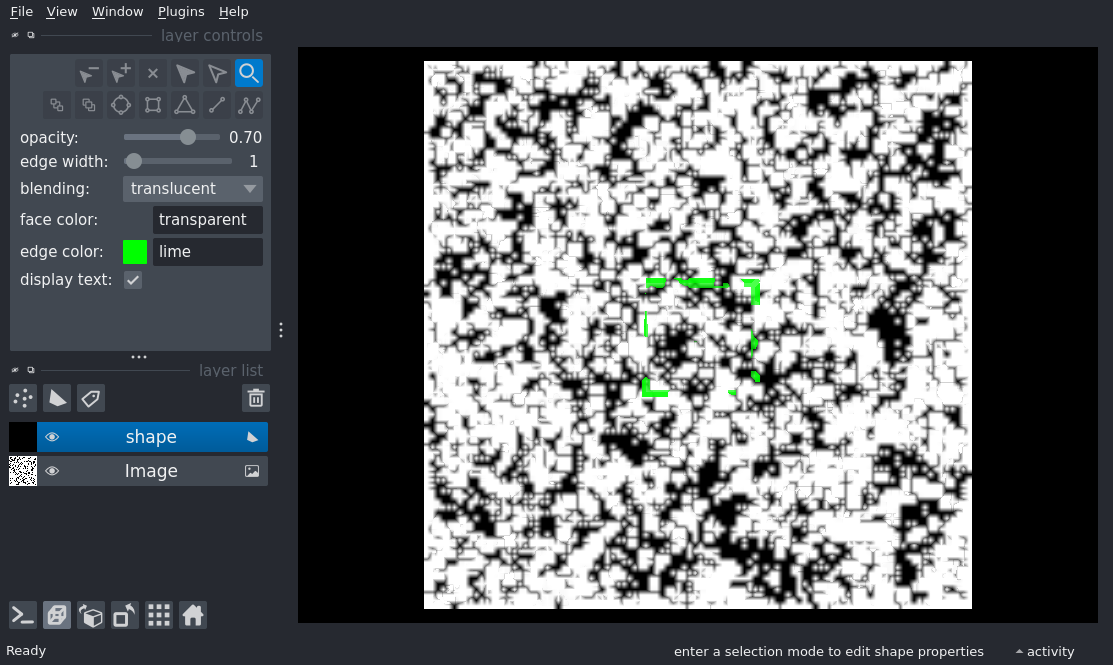 File View Window Plugins Help
layer controls
opacity: 0.70
edge width: 1
blending: translucent
face color: transparent
edge color: lime
display text:
layer list
shape
Image
Ready
enter a selection mode to edit shape properties
activity